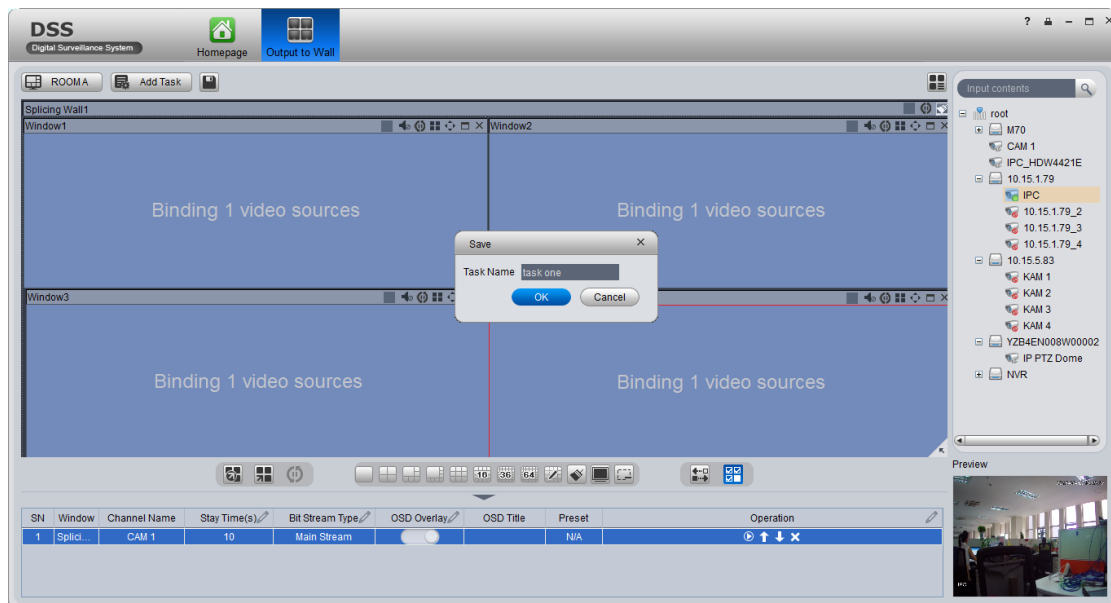 DSS
Digital Surveillance System
Homepage
Output to Wall
?
ROOM A
Add Task
Input contents
Splicing Wall1
Window1
Window2
root
M70
CAM 1
IPC_HDW4421E
10.15.1.79
IPC
10.15.1.79_2
10.15.1.79_3
10.15.1.79_4
10.15.5.83
KAM 1
KAM 2
KAM 3
KAM 4
YZB4EN008W00002
IP PTZ Dome
NVR
Binding 1 video sources
Binding 1 video sources
Save
Task Name task one
OK Cancel
Window3
Binding 1 video sources
Binding 1 video sources
16 36 64
Preview
SN Window Channel Name Stay Time(s) Bit Stream Type OSD Overlay OSD Title Preset Operation
1 Splici... CAM 1 10 Main Stream N/A
IPC